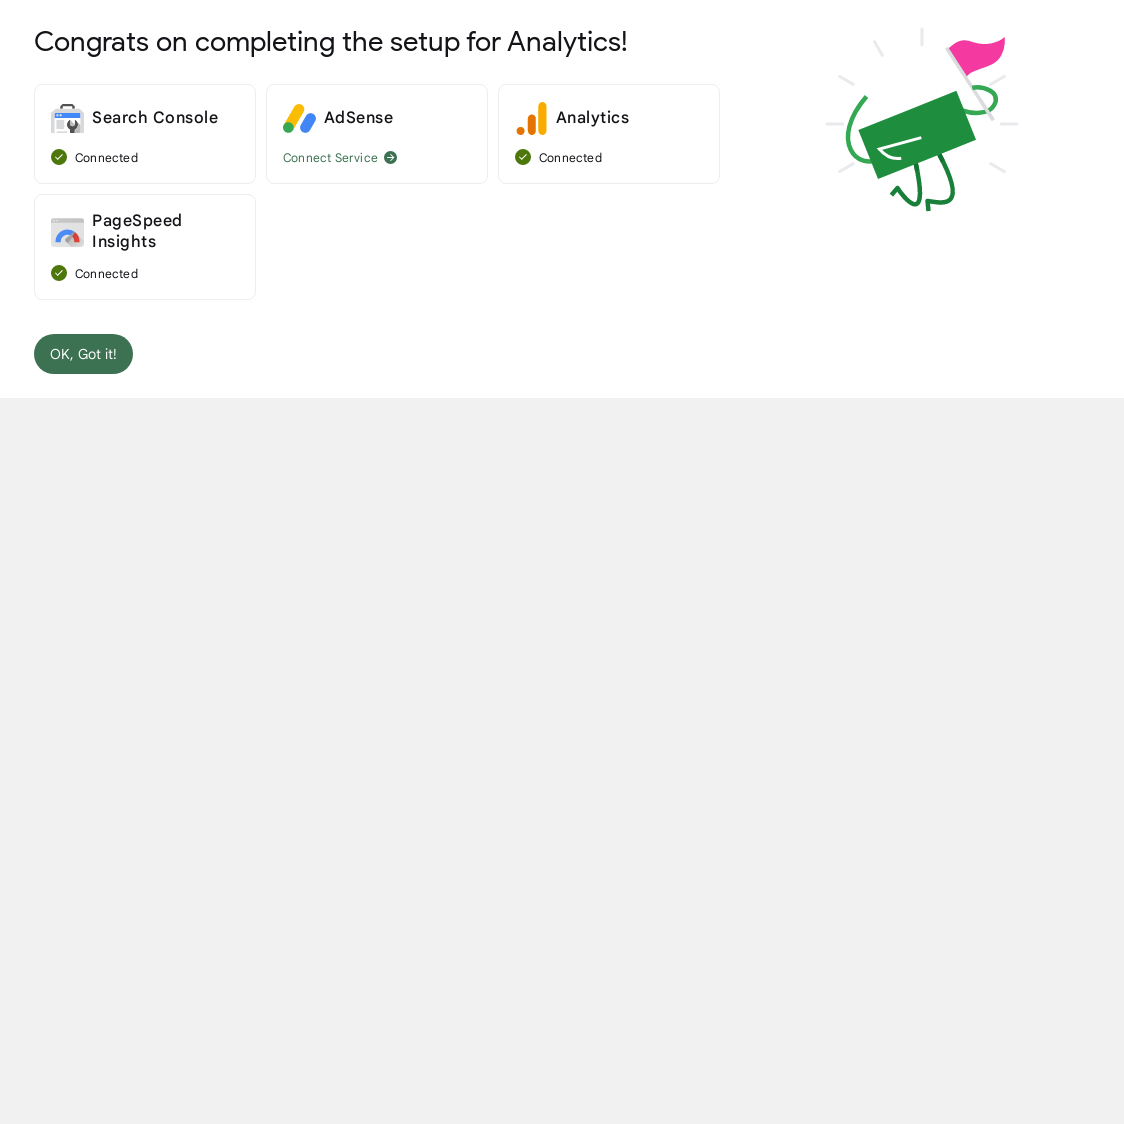 Congrats on completing the setup for Analytics!
Search Console
Connected
AdSense
Connect Service
Analytics
Connected
PageSpeed
Insights
Connected
OK, Got it!